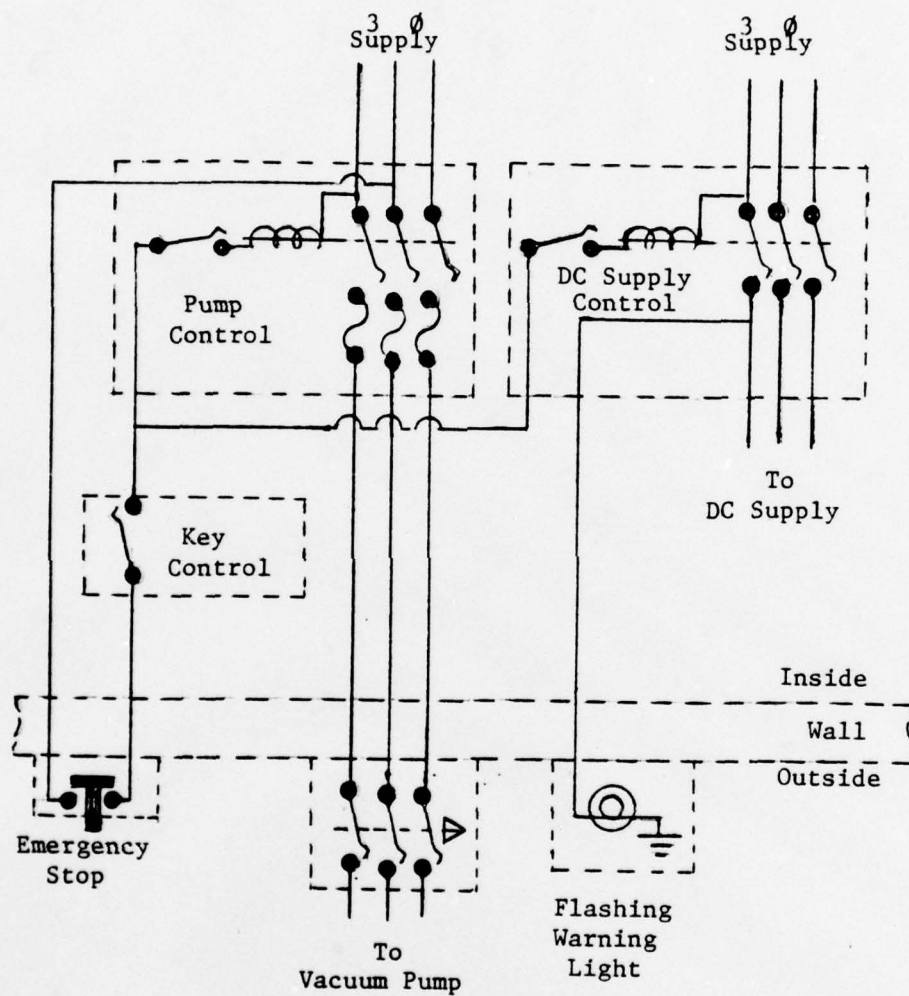 3 Ø
Supply
3 Ø
Supply
Pump
Control
DC Supply
Control
To
DC Supply
Key
Control
Inside
Wall
Outside
Emergency
Stop
To
Vacuum Pump
Flashing
Warning
Light